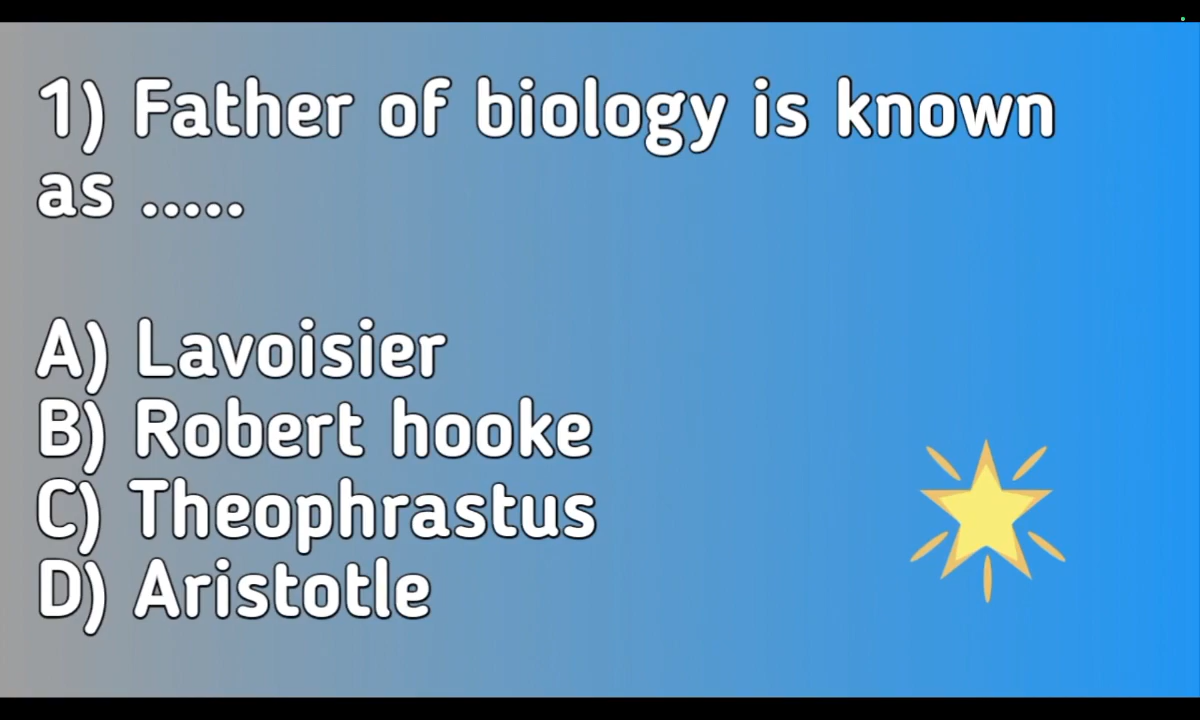 1) Father of biology is known
as .....
A) Lavoisier
B) Robert hooke
C) Theophrastus
D) Aristotle